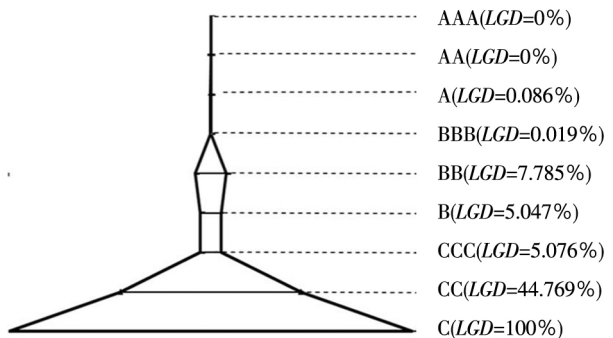 AAA(LGD=0%)
AA(LGD=0%)
A(LGD=0.086%)
BBB(LGD=0.019%)
BB(LGD=7.785%)
B(LGD=5.047%)
CCC(LGD=5.076%)
CC(LGD=44.769%)
C(LGD=100%)